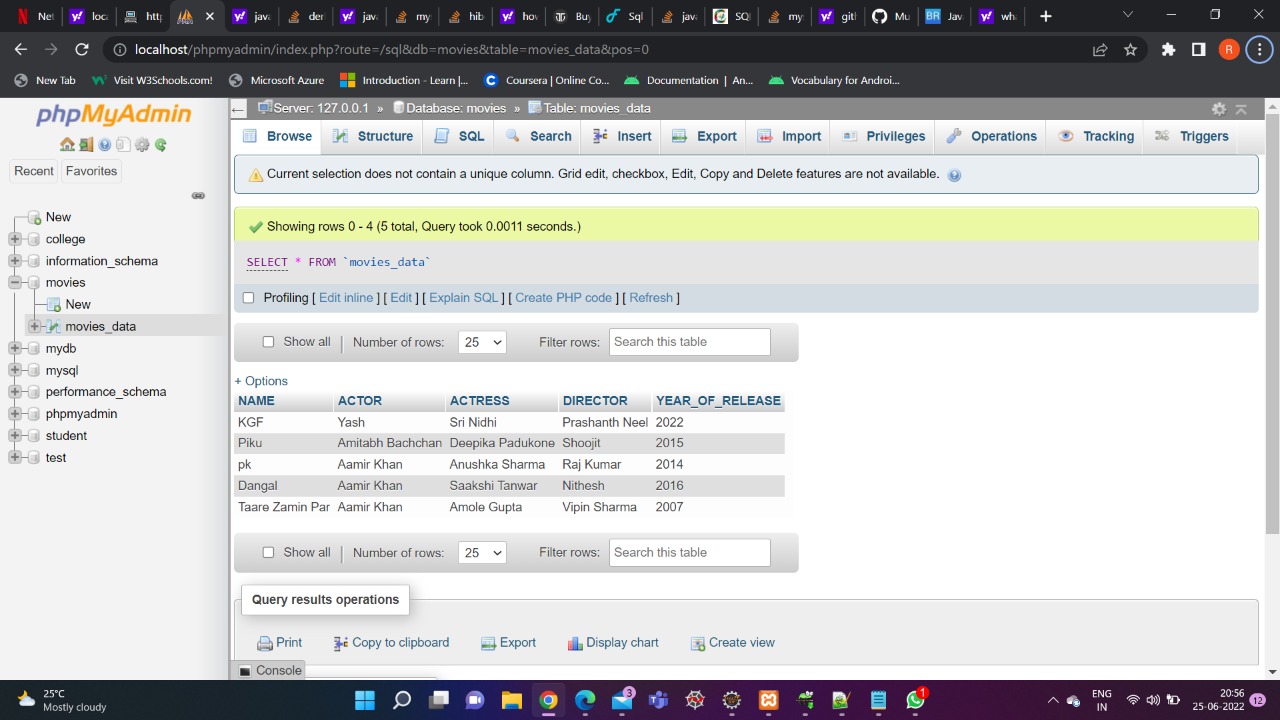 Net
loca
http
java
der
java
my
hib
hov
Buy
Sql
java
SQ
my
gitl
Mu
BR Jav
wha
localhost/phpmyadmin/index.php?route=/sql&db=movies&table=movies_data&pos=0
R
New Tab
Visit W3Schools.com!
Microsoft Azure
Introduction - Learn |...
Coursera | Online Co...
Documentation | An...
Vocabulary for Androi...
phpMyAdmin
Recent
Favorites
New
college
information_schema
movies
New
movies_data
mydb
mysql
performance_schema
phpmyadmin
student
test
Server: 127.0.0.1 » Database: movies » Table: movies_data
Browse Structure SQL Search Insert Export Import Privileges Operations Tracking Triggers
Current selection does not contain a unique column. Grid edit, checkbox, Edit, Copy and Delete features are not available.
Showing rows 0 - 4 (5 total, Query took 0.0011 seconds.)
SELECT * FROM `movies_data`
Profiling [ Edit inline ] [ Edit ] [ Explain SQL ] [ Create PHP code ] [ Refresh ]
Show all | Number of rows: 25 Filter rows: Search this table
+ Options
NAME ACTOR ACTRESS DIRECTOR YEAR_OF_RELEASE
KGF Yash Sri Nidhi Prashanth Neel 2022
Piku Amitabh Bachchan Deepika Padukone Shoojit 2015
pk Aamir Khan Anushka Sharma Raj Kumar 2014
Dangal Aamir Khan Saakshi Tanwar Nithesh 2016
Taare Zamin Par Aamir Khan Amole Gupta Vipin Sharma 2007
Show all | Number of rows: 25 Filter rows: Search this table
Query results operations
Print Copy to clipboard Export Display chart Create view
Console
25°C
Mostly cloudy
3
1
ENG
IN
20:56
25-06-2022
12